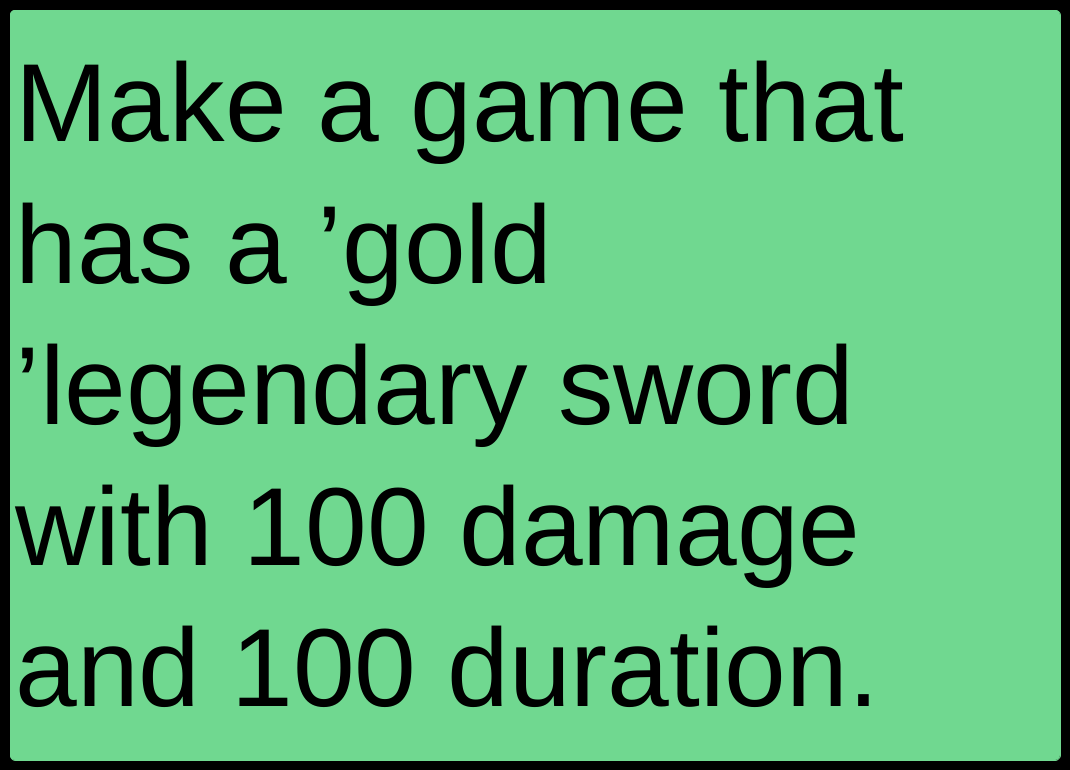 Make a game that
has a ’gold
’legendary sword
with 100 damage
and 100 duration.